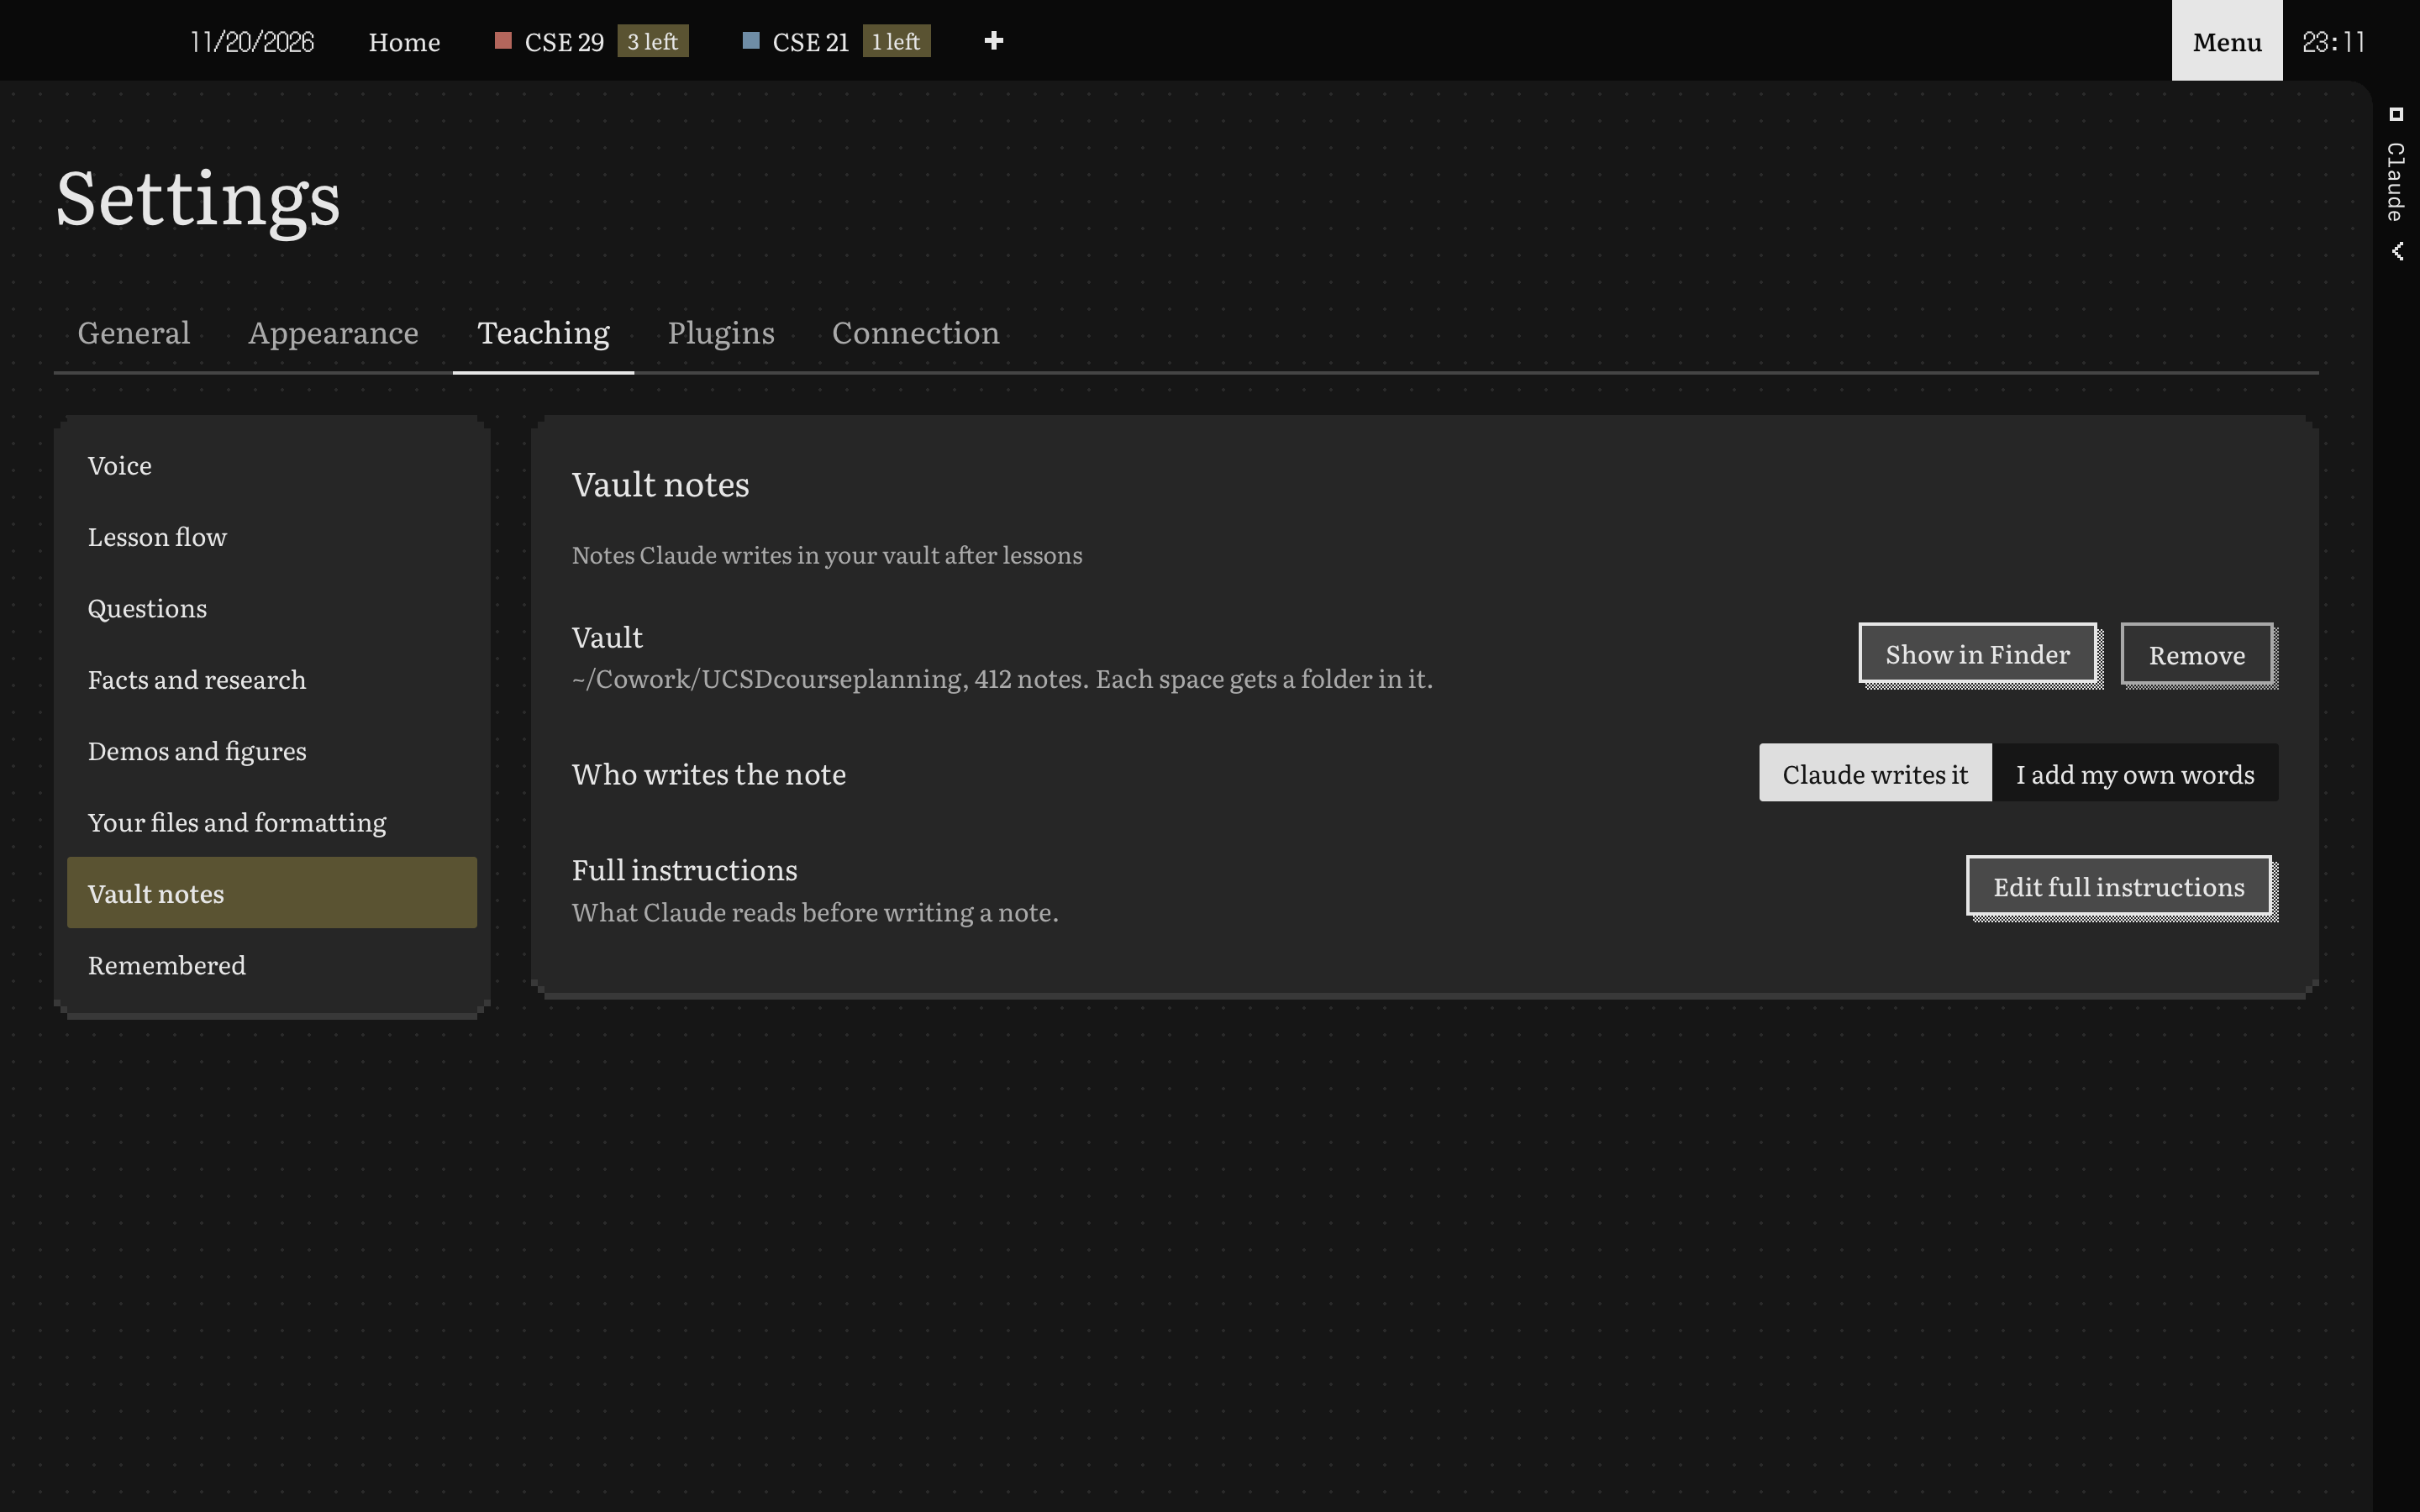 11/20/2026 Home CSE 29 3 left CSE 21 1 left Menu 23:11
Claude
Settings
General Appearance Teaching Plugins Connection
Voice
Lesson flow
Questions
Facts and research
Demos and figures
Your files and formatting
Vault notes
Remembered
Vault notes
Notes Claude writes in your vault after lessons
Vault
~/Cowork/UCSDcourseplanning, 412 notes. Each space gets a folder in it.
Show in Finder Remove
Who writes the note
Claude writes it I add my own words
Full instructions
What Claude reads before writing a note.
Edit full instructions